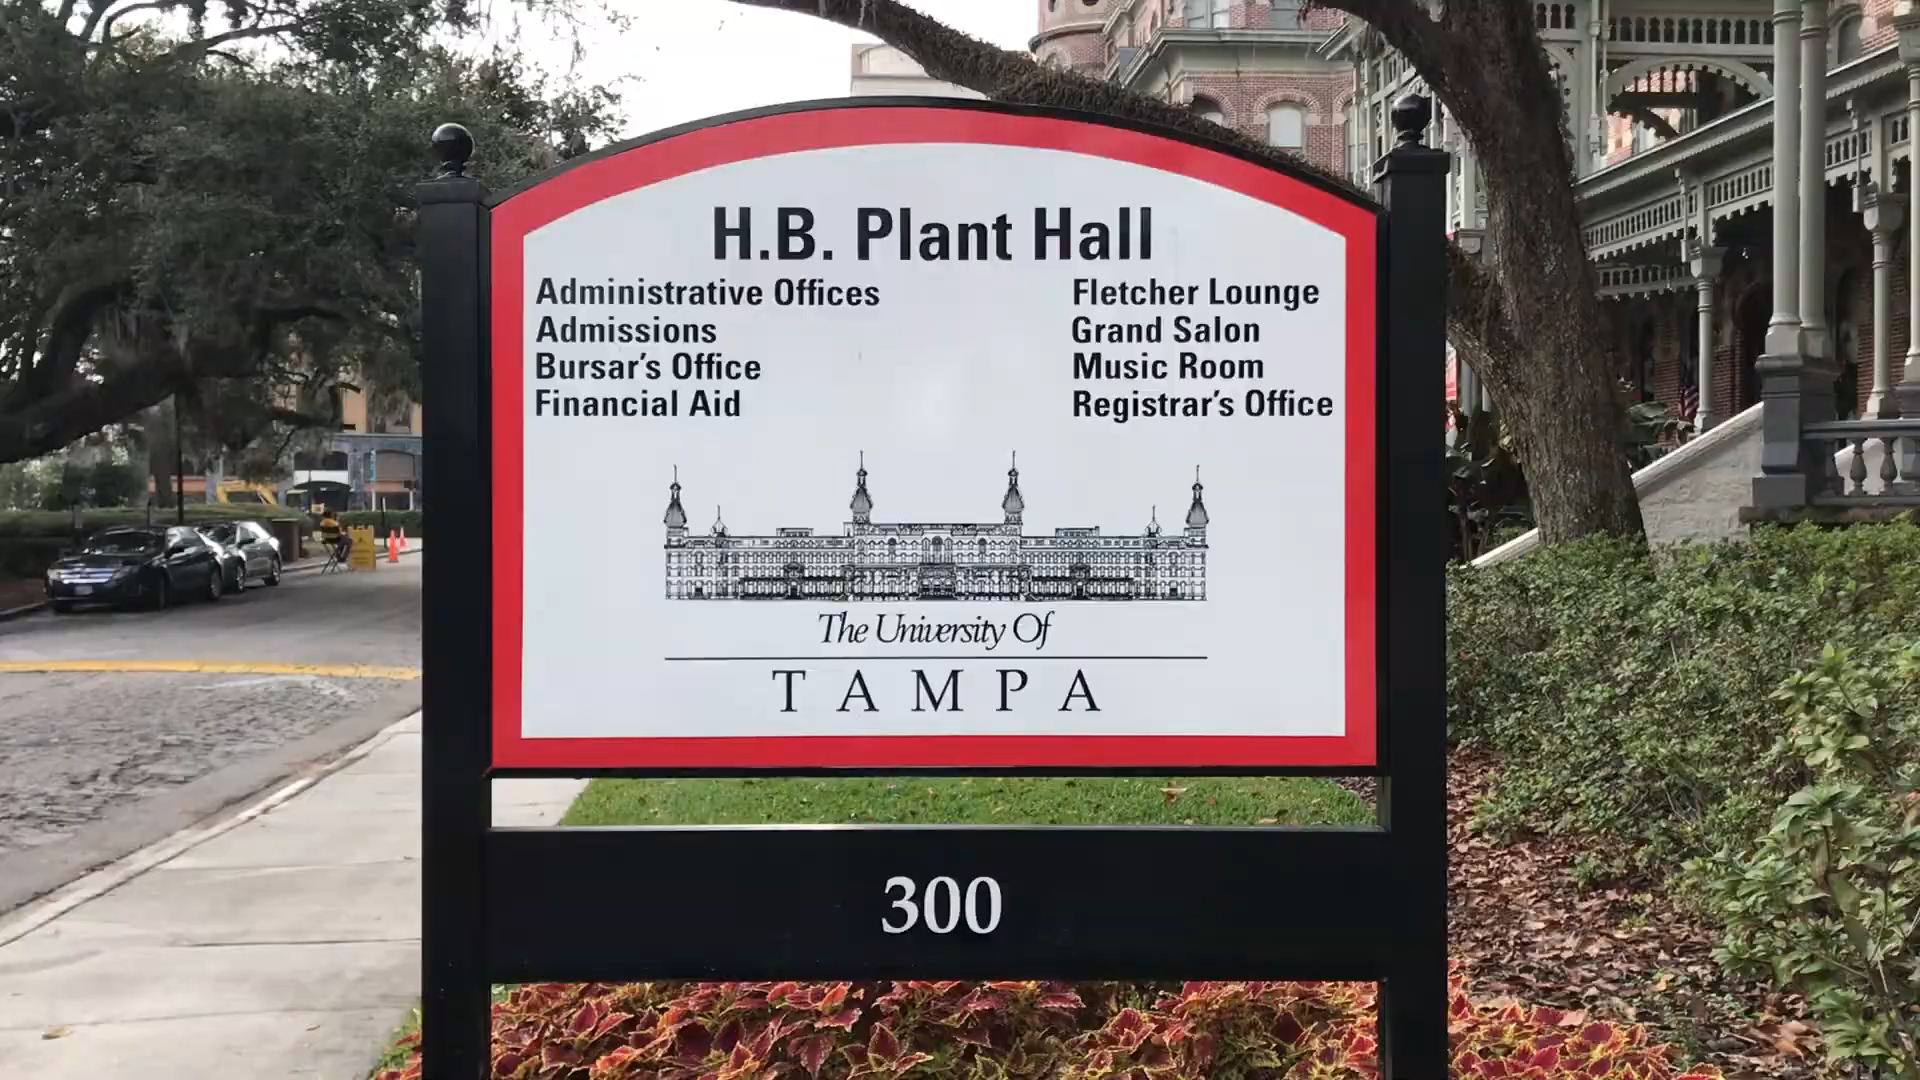 H.B. Plant Hall
Administrative Offices
Admissions
Bursar's Office
Financial Aid
Fletcher Lounge
Grand Salon
Music Room
Registrar's Office
The University Of
TAMPA
300